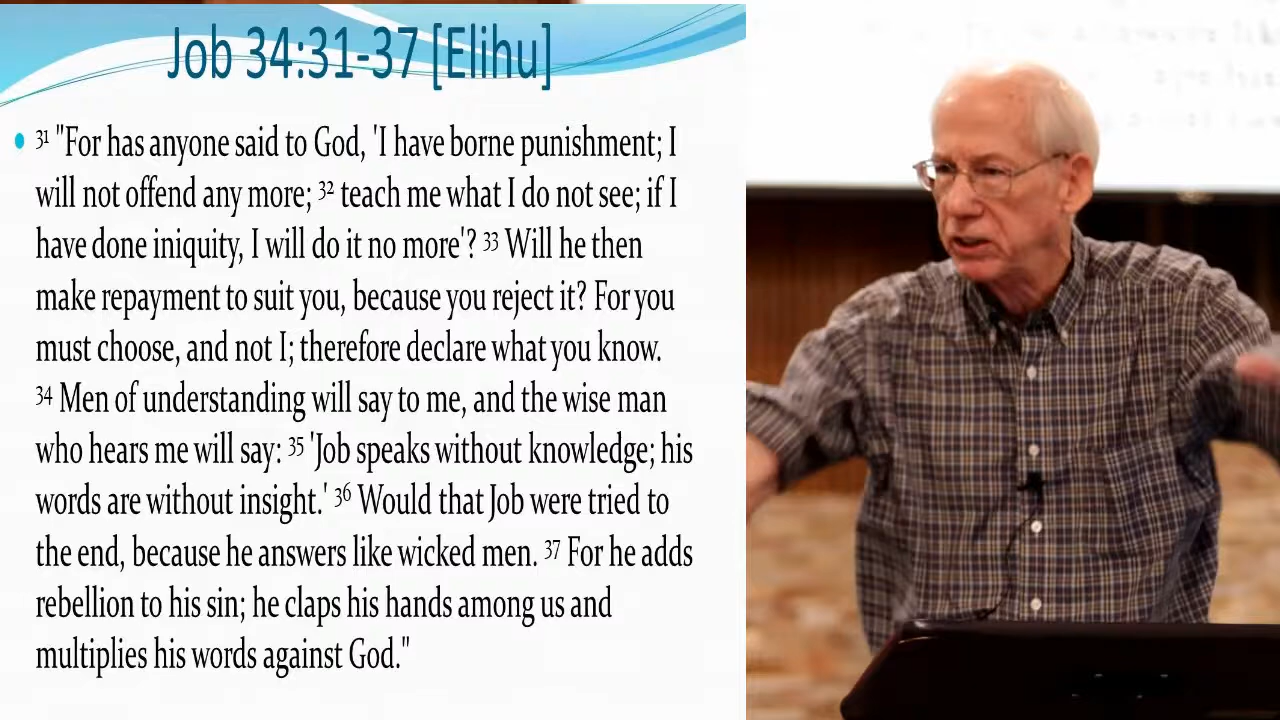 Job 34:31-37 [Elihu]
• ³¹ "For has anyone said to God, 'I have borne punishment; I
will not offend any more; ³² teach me what I do not see; if I
have done iniquity, I will do it no more'? ³³ Will he then
make repayment to suit you, because you reject it? For you
must choose, and not I; therefore declare what you know.
³⁴ Men of understanding will say to me, and the wise man
who hears me will say: ³⁵ 'Job speaks without knowledge; his
words are without insight.' ³⁶ Would that Job were tried to
the end, because he answers like wicked men. ³⁷ For he adds
rebellion to his sin; he claps his hands among us and
multiplies his words against God."